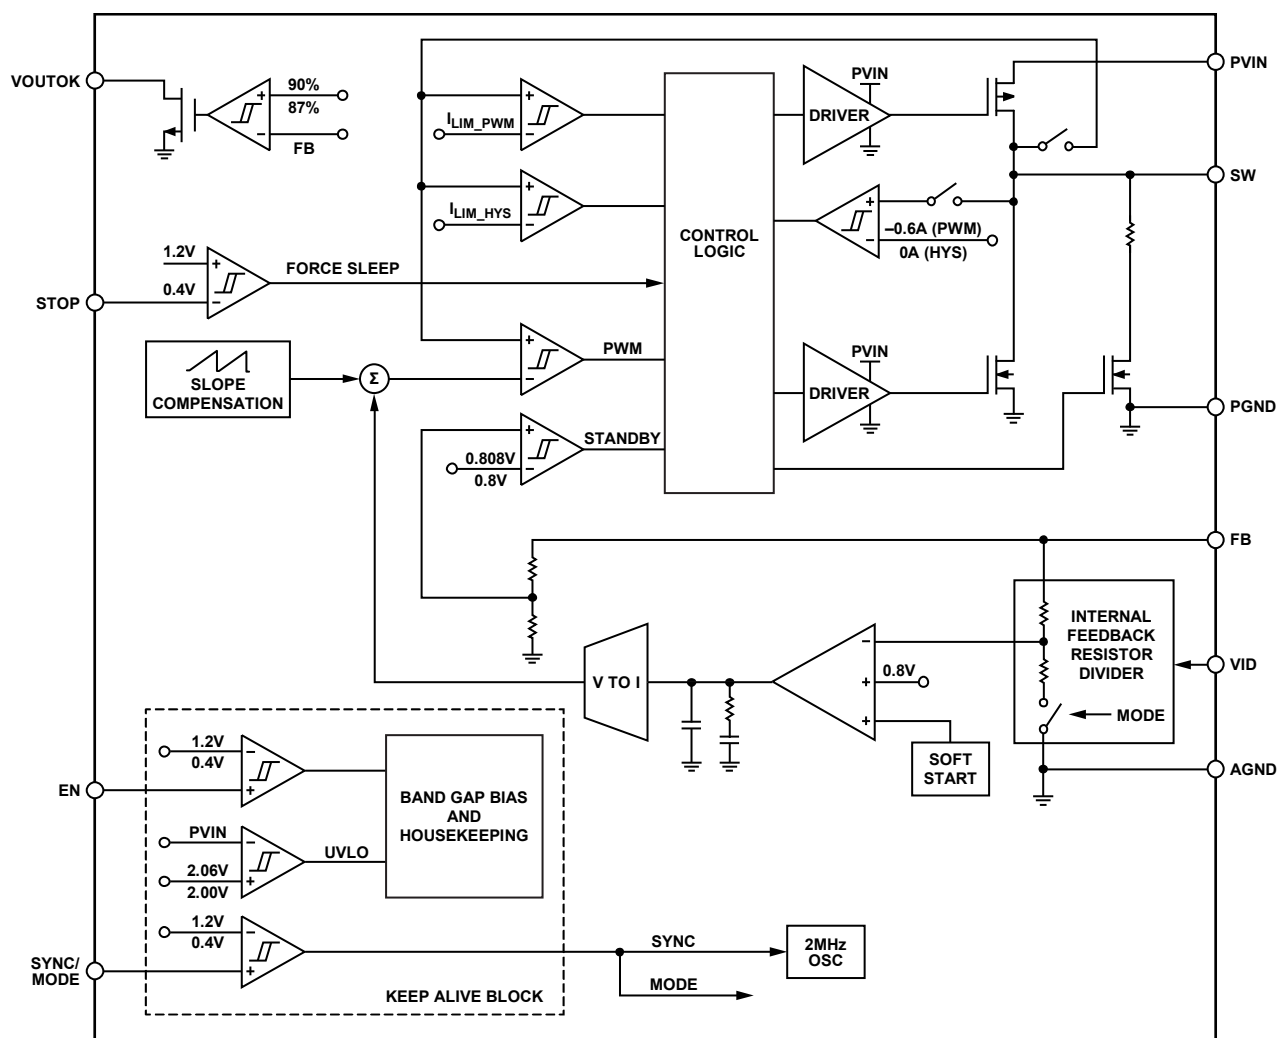 VOUTOK
90%
87%
FB
+
−
ILIM_PWM
+
−
ILIM_HYS
+
−
PVIN
DRIVER
PVIN
SW
+
−
−0.6A (PWM)
0A (HYS)
CONTROL
LOGIC
STOP
1.2V
0.4V
+
−
FORCE SLEEP
SLOPE
COMPENSATION
Σ
+
−
PWM
PVIN
DRIVER
PGND
+
−
0.808V
0.8V
STANDBY
FB
INTERNAL
FEEDBACK
RESISTOR
DIVIDER
MODE
VID
AGND
V TO I
−
+
+
0.8V
SOFT
START
EN
1.2V
0.4V
−
+
PVIN
2.06V
2.00V
−
+
UVLO
BAND GAP BIAS
AND
HOUSEKEEPING
SYNC/
MODE
1.2V
0.4V
−
+
KEEP ALIVE BLOCK
SYNC
MODE
2MHz
OSC